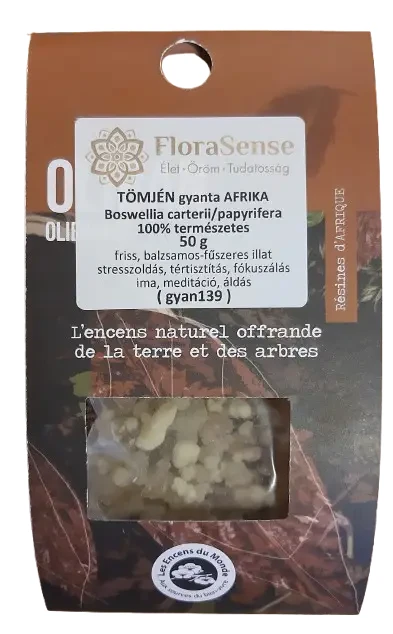 FloraSense
Élet - Öröm - Tudatosság
TÖMJÉN gyanta AFRIKA
Boswellia carterii/papyrifera
100% természetes
50 g
friss, balzsamos-fűszeres illat
stresszoldás, tértisztítás, fókuszálás
ima, meditáció, áldás
( gyan139 )
Résines d'AFRIQUE
L'encens naturel offrande
de la terre et des arbres
Les Encens du Monde